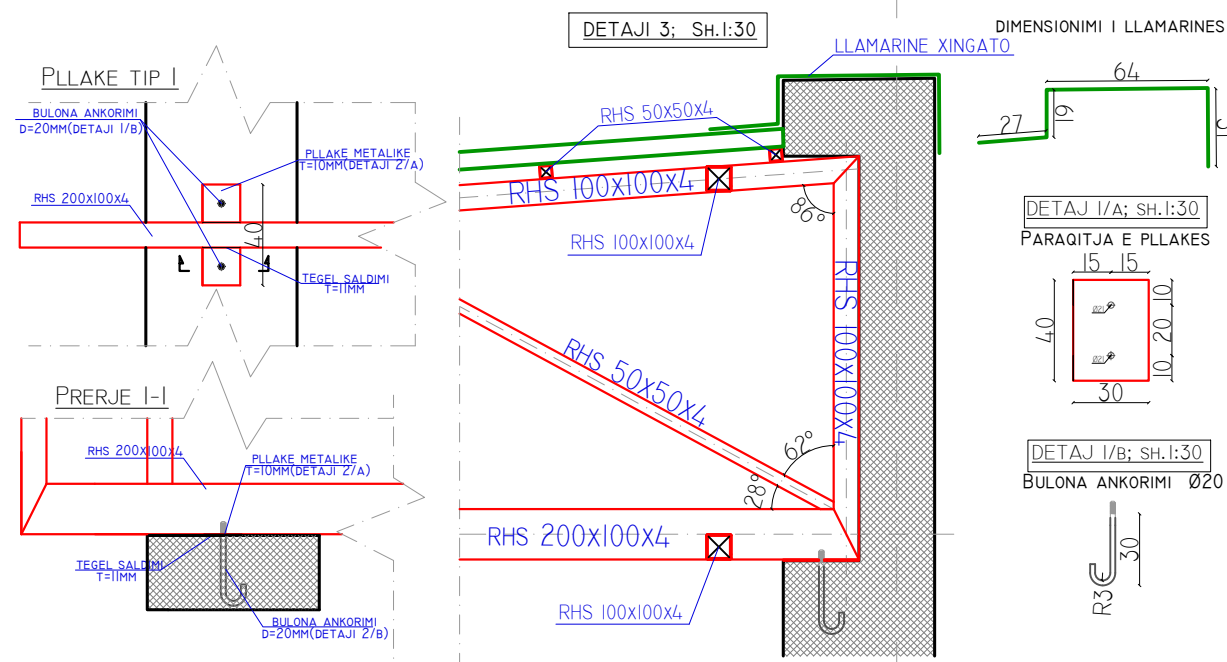 DETAJI 3; SH.1:30
DIMENSIONIMI I LLAMARINES
LLAMARINE XINGATO
64
19
27
PLLAKE TIP I
BULONA ANKORIMI
D=20MM(DETAJI I/B)
PLLAKE METALIKE
T=10MM(DETAJI 2/A)
RHS 200X100X4
40
TEGEL SALDIMI
T=11MM
RHS 50X50X4
RHS 100X100X4
86°
RHS 100X100X4
RHS 100X100X4
RHS 50X50X4
62°
28°
RHS 200X100X4
RHS 100X100X4
DETAJ I/A; SH.1:30
PARAQITJA E PLLAKES
15 15
40
10
20
10
Ø21
Ø21
30
DETAJ I/B; SH.1:30
BULONA ANKORIMI Ø20
30
R3
PRERJE I-I
RHS 200X100X4
PLLAKE METALIKE
T=10MM(DETAJI 2/A)
TEGEL SALDIMI
T=11MM
BULONA ANKORIMI
D=20MM(DETAJI 2/B)